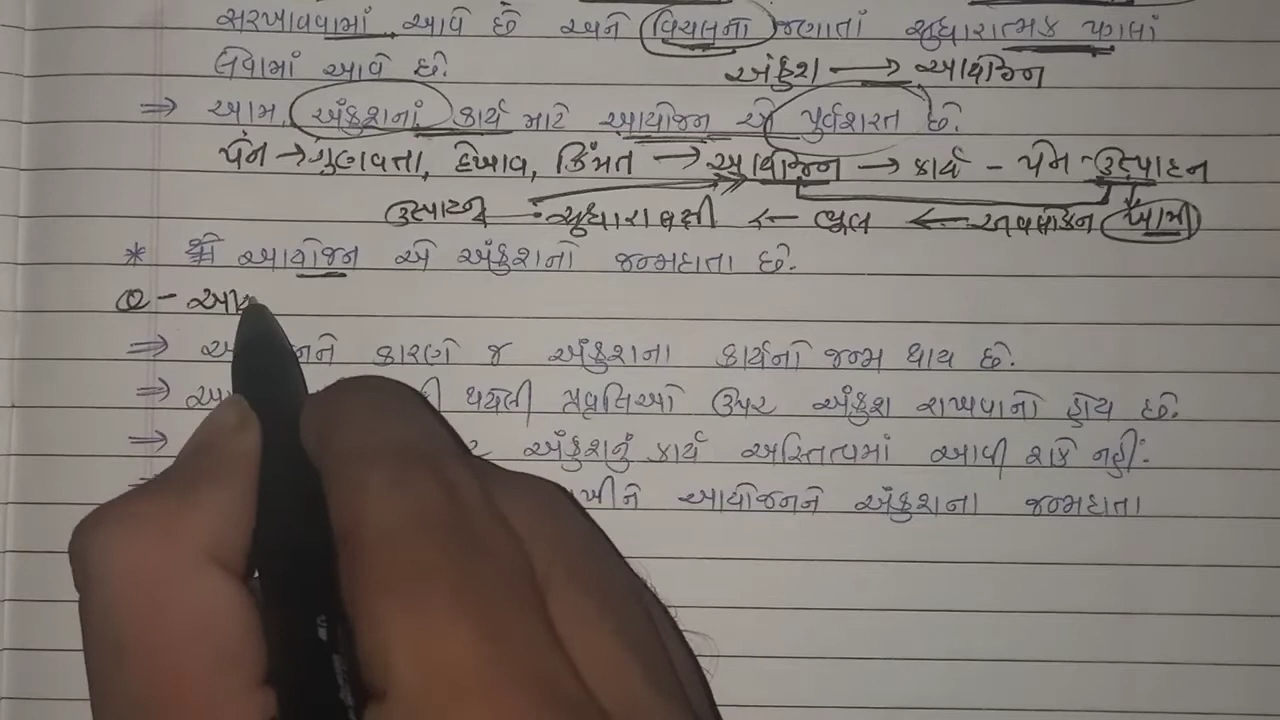 સરખાવવામાં આવે છે અને વિચલનો જણાતાં સુધારાત્મક પગલાં
લેવામાં આવે છે.
અંકુશ → આયોજન
⇒ આમ, અંકુશનાં કાર્ય માટે આયોજન એ પુર્વશરત છે.
પેન → ગુણવત્તા, દેખાવ, કિંમત → આયોજન → કાર્ય - પેન - ઉત્પાદન
ઉત્પાદન સુધારાલક્ષી ← ભૂલ ← અવલોકન ખામી
* આયોજન એ અંકુશનો જન્મદાતા છે.
Q - આય
⇒ કારણે જ અંકુશના કાર્યનો જન્મ થાય છે.
⇒ થયેલી પ્રવૃત્તિઓ ઉપર અંકુશ રાખવાનો હોય છે.
⇒ અંકુશનું કાર્ય અસ્તિત્વમાં આવી શકે નહીં.
આયોજનને અંકુશના જન્મદાતા